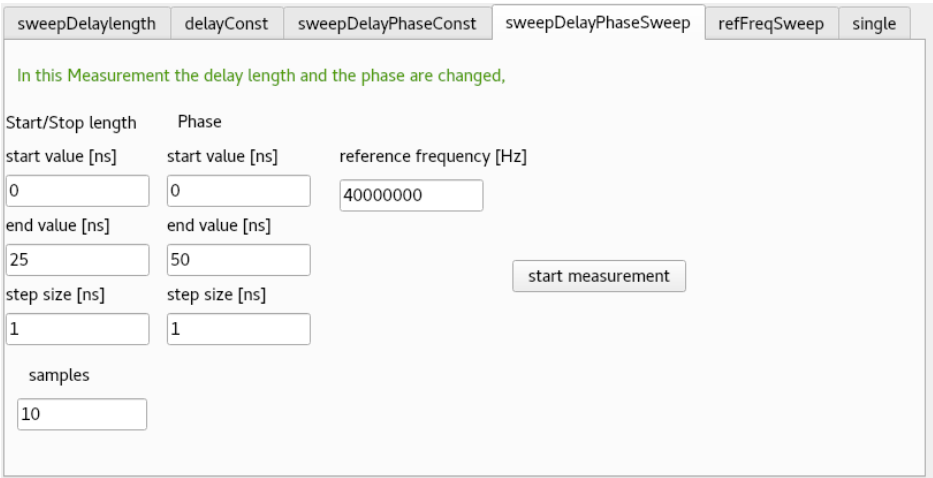 sweepDelaylength delayConst sweepDelayPhaseConst sweepDelayPhaseSweep refFreqSweep single
In this Measurement the delay length and the phase are changed,
Start/Stop length Phase
start value [ns] start value [ns] reference frequency [Hz]
0 0 40000000
end value [ns] end value [ns]
25 50
start measurement
step size [ns] step size [ns]
1 1
samples
10